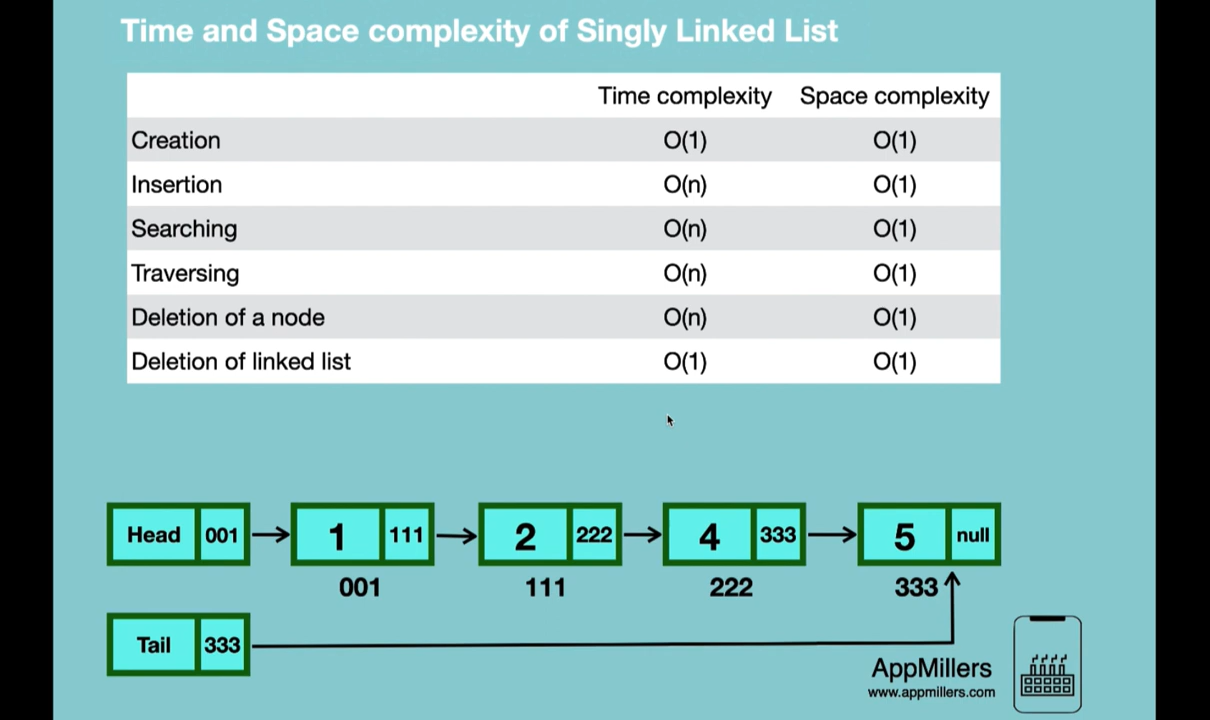 Time and Space complexity of Singly Linked List
Time complexity Space complexity
Creation O(1) O(1)
Insertion O(n) O(1)
Searching O(n) O(1)
Traversing O(n) O(1)
Deletion of a node O(n) O(1)
Deletion of linked list O(1) O(1)
Head 001 1 111 2 222 4 333 5 null
001 111 222 333
Tail 333
AppMillers
www.appmillers.com